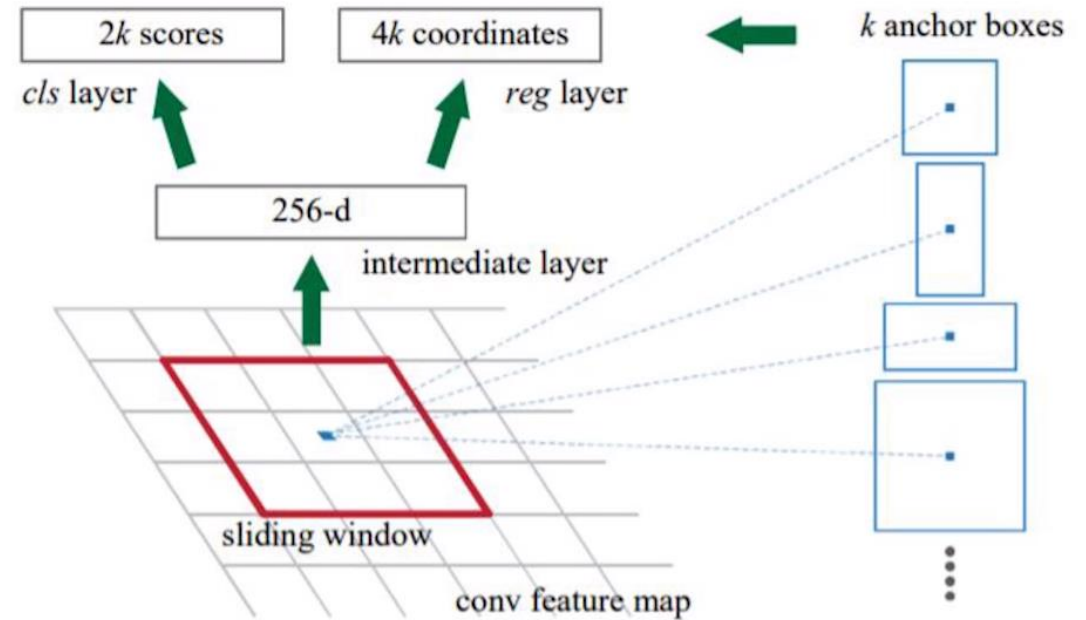 2k scores
4k coordinates
k anchor boxes
cls layer
reg layer
256-d
intermediate layer
sliding window
conv feature map